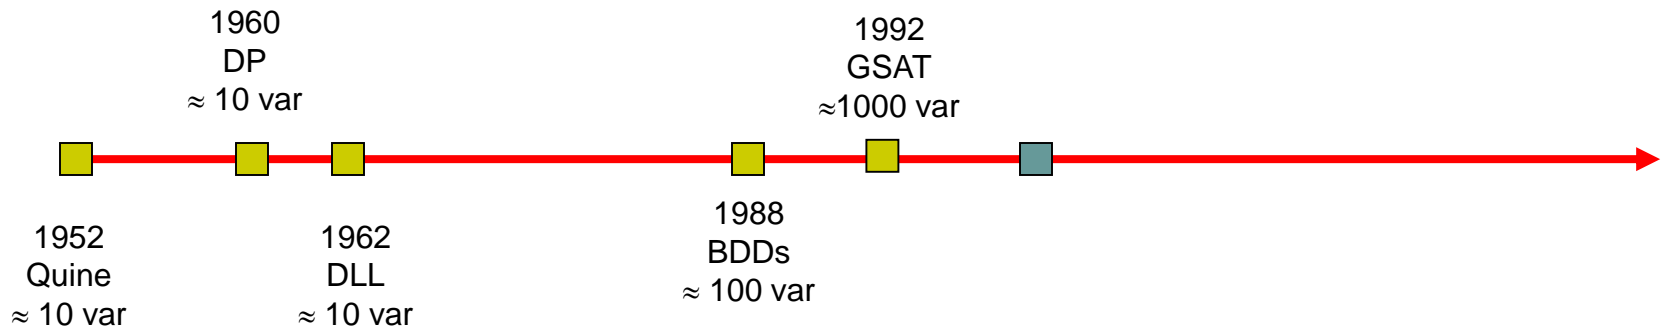 1952
Quine
≈ 10 var
1960
DP
≈ 10 var
1962
DLL
≈ 10 var
1988
BDDs
≈ 100 var
1992
GSAT
≈1000 var